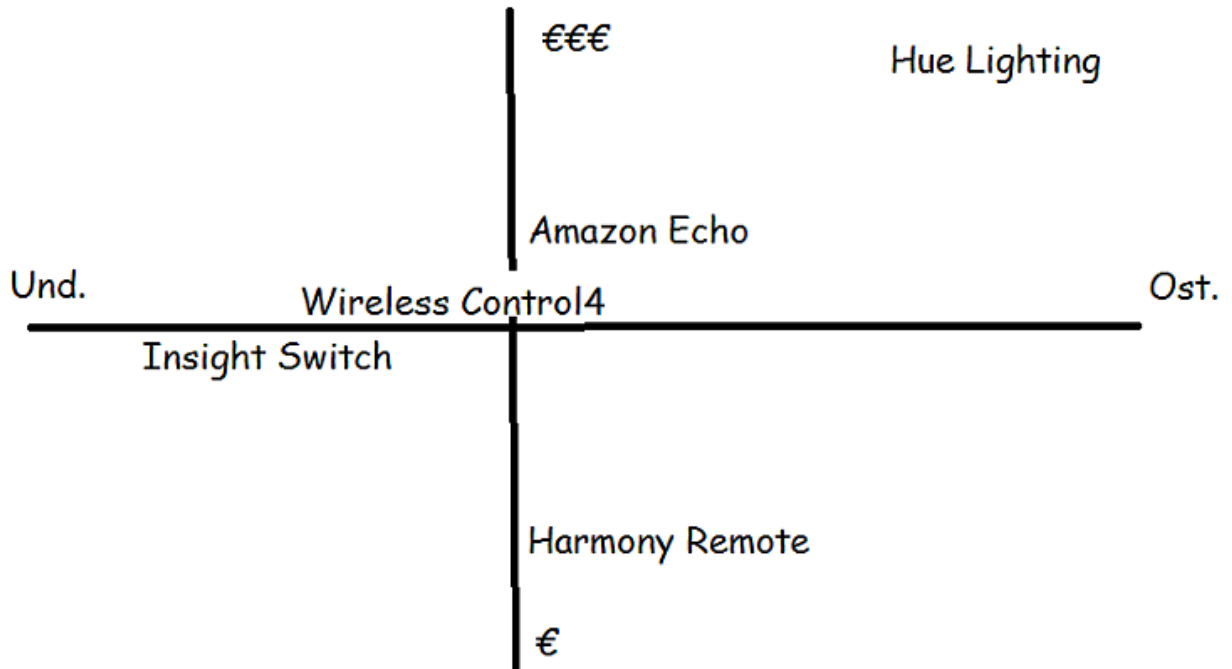 €€€
Hue Lighting
Amazon Echo
Und.
Ost.
Wireless Control4
Insight Switch
Harmony Remote
€